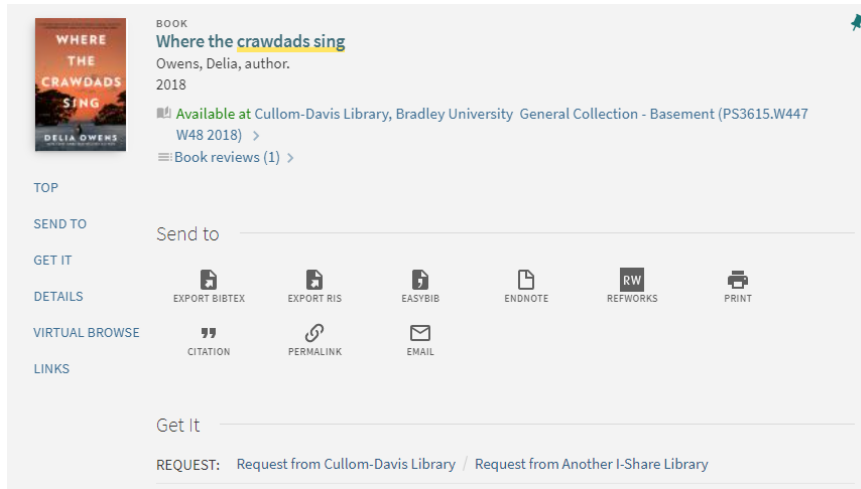 WHERE
THE
CRAWDADS
SING
DELIA OWENS
BOOK
Where the crawdads sing
Owens, Delia, author.
2018
Available at Cullom-Davis Library, Bradley University General Collection - Basement (PS3615.W447
W48 2018) >
Book reviews (1) >
TOP
SEND TO
GET IT
DETAILS
VIRTUAL BROWSE
LINKS
Send to
EXPORT BIBTEX
EXPORT RIS
EASYBIB
ENDNOTE
RW
REFWORKS
PRINT
CITATION
PERMALINK
EMAIL
Get It
REQUEST: Request from Cullom-Davis Library / Request from Another I-Share Library